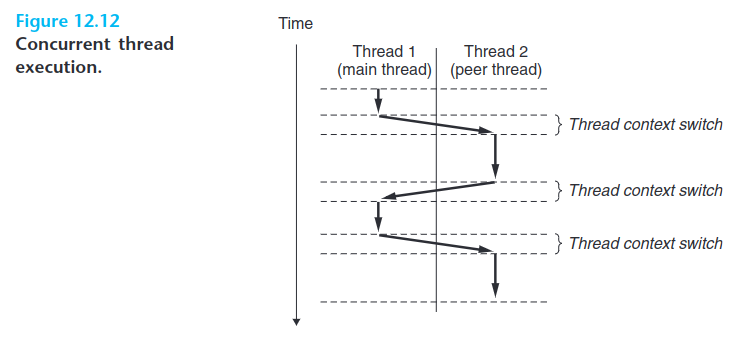 Figure 12.12
Concurrent thread
execution.
Time
Thread 1
(main thread)
Thread 2
(peer thread)
Thread context switch
Thread context switch
Thread context switch